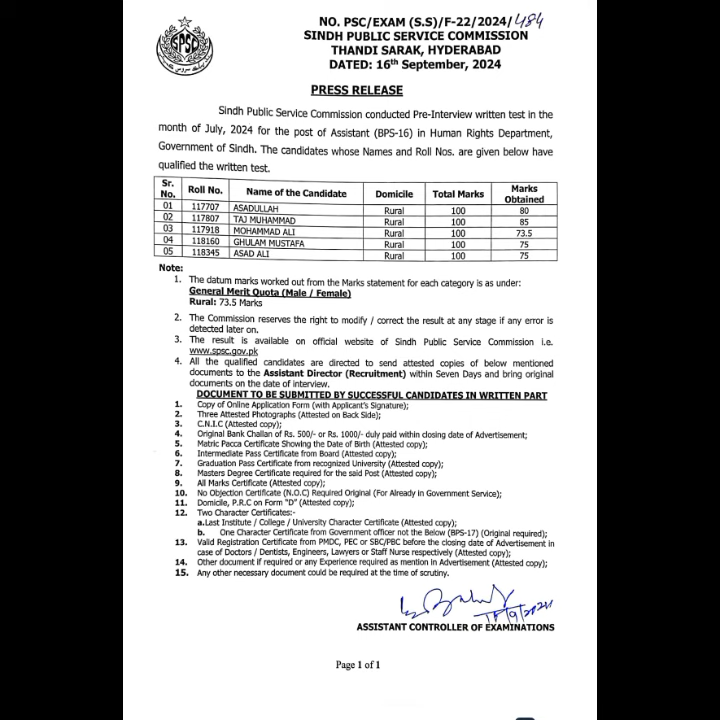 NO. PSC/EXAM (S.S)/F-22/2024/484
SINDH PUBLIC SERVICE COMMISSION
THANDI SARAK, HYDERABAD
DATED: 16th September, 2024
SPSC
PRESS RELEASE
Sindh Public Service Commission conducted Pre-Interview written test in the
month of July, 2024 for the post of Assistant (BPS-16) in Human Rights Department,
Government of Sindh. The candidates whose Names and Roll Nos. are given below have
qualified the written test.
Sr. No. Roll No. Name of the Candidate Domicile Total Marks Marks Obtained
01 117707 ASADULLAH Rural 100 80
02 117807 TAJ MUHAMMAD Rural 100 85
03 117918 MOHAMMAD ALI Rural 100 73.5
04 118160 GHULAM MUSTAFA Rural 100 75
05 118345 ASAD ALI Rural 100 75
Note:
1. The datum marks worked out from the Marks statement for each category is as under:
General Merit Quota (Male / Female)
Rural: 73.5 Marks
2. The Commission reserves the right to modify / correct the result at any stage if any error is
detected later on.
3. The result is available on official website of Sindh Public Service Commission i.e.
www.spsc.gov.pk
4. All the qualified candidates are directed to send attested copies of below mentioned
documents to the Assistant Director (Recruitment) within Seven Days and bring original
documents on the date of interview.
DOCUMENT TO BE SUBMITTED BY SUCCESSFUL CANDIDATES IN WRITTEN PART
1. Copy of Online Application Form (with Applicant's Signature);
2. Three Attested Photographs (Attested on Back Side);
3. C.N.I.C (Attested copy);
4. Original Bank Challan of Rs. 500/- or Rs. 1000/- duly paid within closing date of Advertisement;
5. Matric Pacca Certificate Showing the Date of Birth (Attested copy);
6. Intermediate Pass Certificate from Board (Attested copy);
7. Graduation Pass Certificate from recognized University (Attested copy);
8. Masters Degree Certificate required for the said Post (Attested copy);
9. All Marks Certificate (Attested copy);
10. No Objection Certificate (N.O.C) Required Original (For Already in Government Service);
11. Domicile, P.R.C on Form "D" (Attested copy);
12. Two Character Certificates:-
a. Last Institute / College / University Character Certificate (Attested copy);
b. One Character Certificate from Government officer not the Below (BPS-17) (Original required);
13. Valid Registration Certificate from PMDC, PEC or SBC/PBC before the closing date of Advertisement in
case of Doctors / Dentists, Engineers, Lawyers or Staff Nurse respectively (Attested copy);
14. Other document if required or any Experience required as mention in Advertisement (Attested copy);
15. Any other necessary document could be required at the time of scrutiny.
ASSISTANT CONTROLLER OF EXAMINATIONS
Page 1 of 1